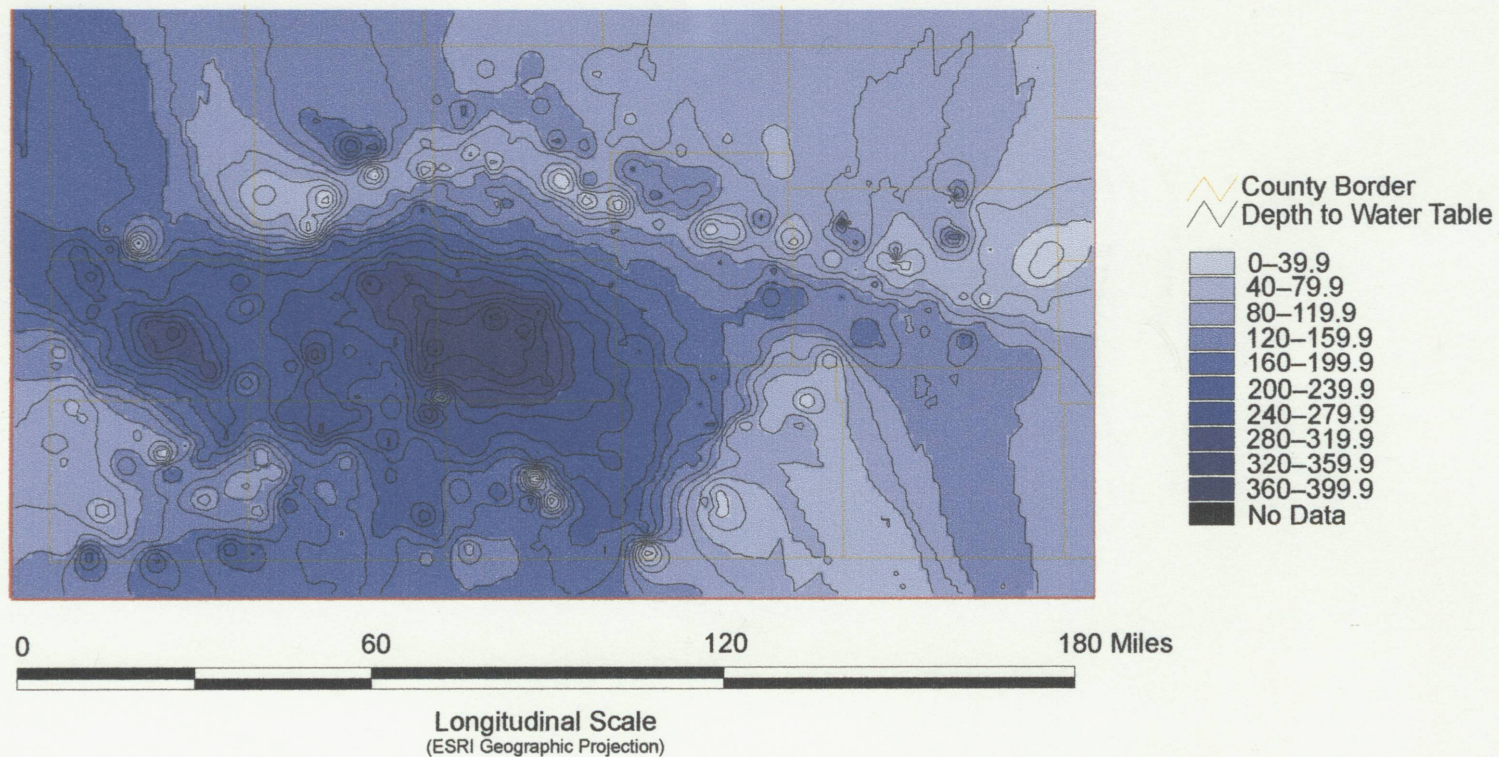 County Border
Depth to Water Table
0–39.9
40–79.9
80–119.9
120–159.9
160–199.9
200–239.9
240–279.9
280–319.9
320–359.9
360–399.9
No Data
0 60 120 180 Miles
Longitudinal Scale
(ESRI Geographic Projection)